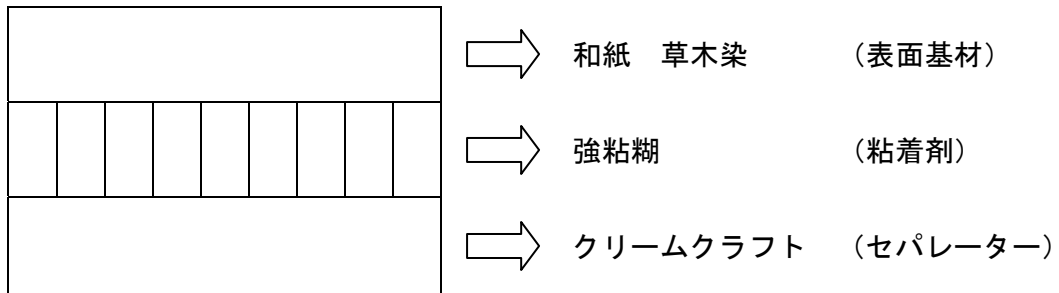 和紙　草木染　（表面基材）
強粘糊　（粘着剤）
クリームクラフト　（セパレーター）